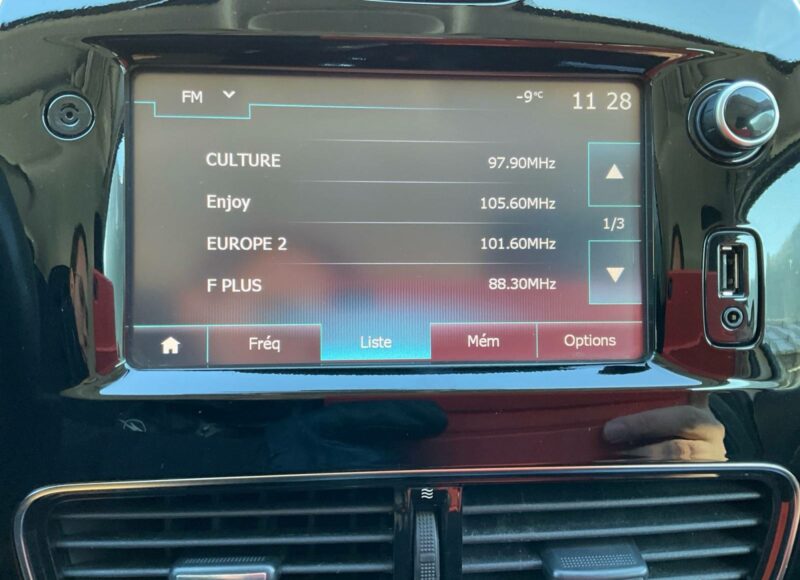 FM -9°C 11 28
CULTURE 97.90MHz
Enjoy 105.60MHz
1/3
EUROPE 2 101.60MHz
F PLUS 88.30MHz
Fréq Liste Mém Options